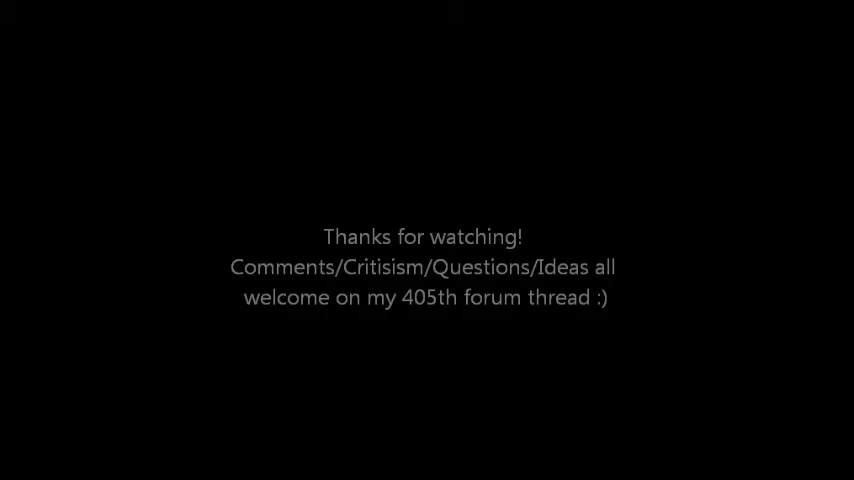 Thanks for watching!
Comments/Critisism/Questions/Ideas all
welcome on my 405th forum thread :)